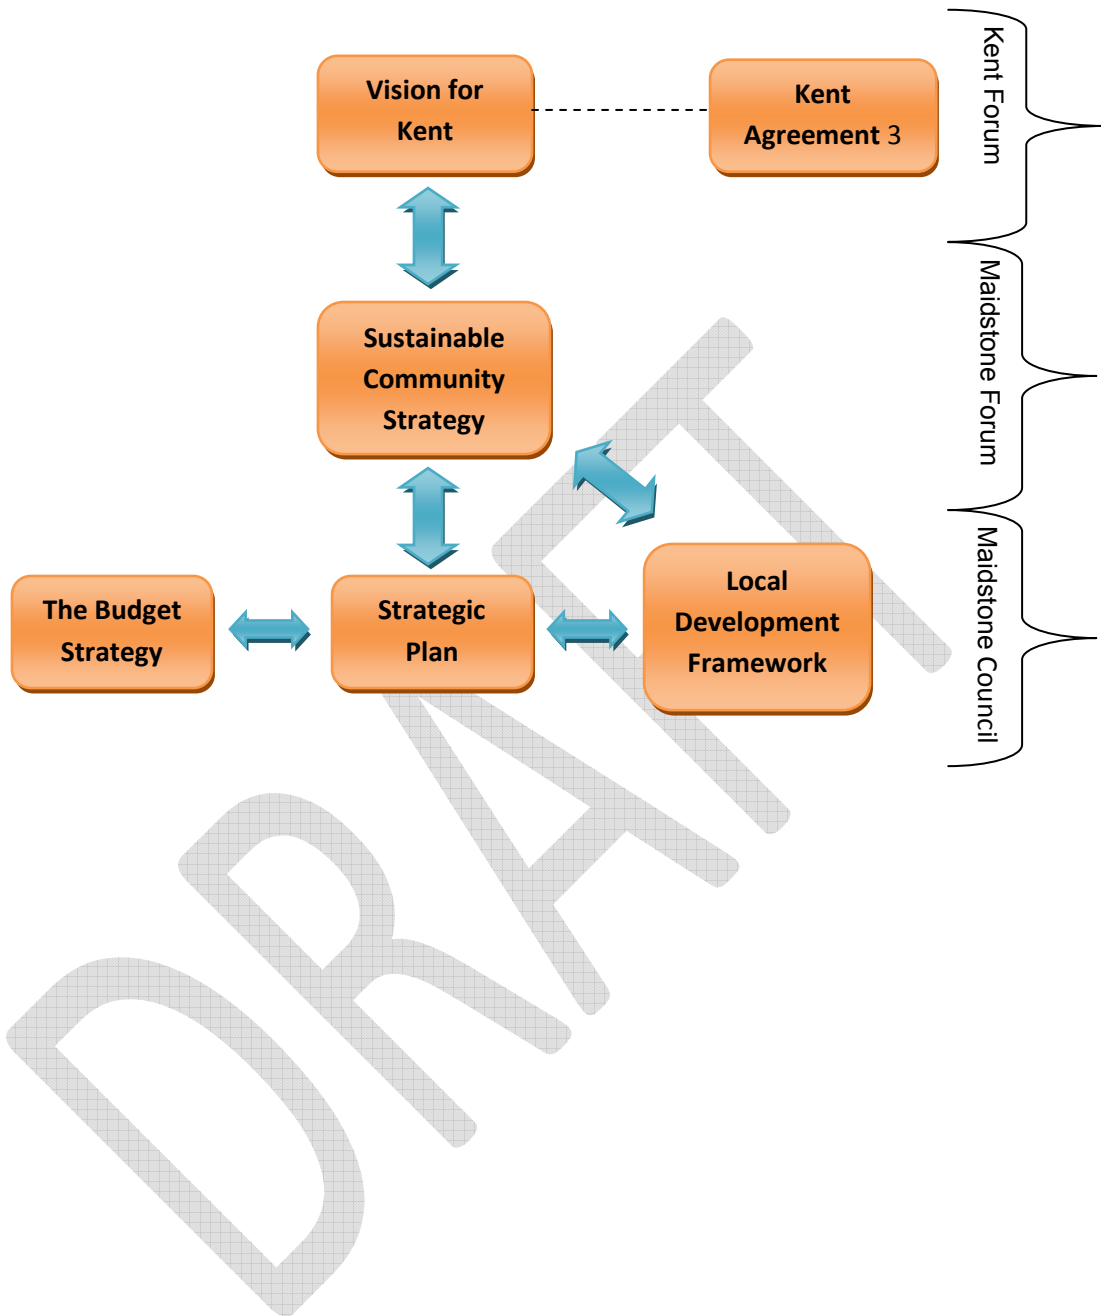 Vision for
Kent
Kent
Agreement 3
Kent Forum
Sustainable
Community
Strategy
Maidstone Forum
The Budget
Strategy
Strategic
Plan
Local
Development
Framework
Maidstone Council
DRAFT